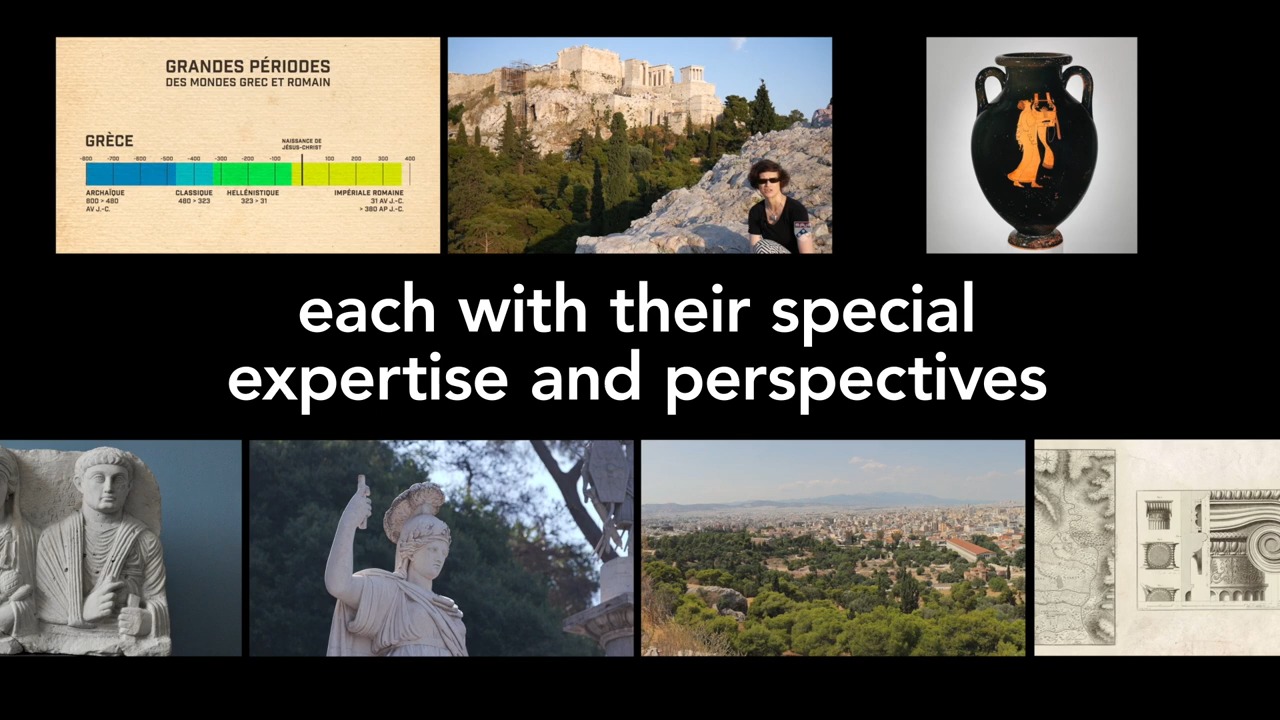 GRANDES PÉRIODES
DES MONDES GREC ET ROMAIN
GRÈCE
NAISSANCE DE
JÉSUS-CHRIST
-800 -700 -600 -500 -400 -300 -200 -100 100 200 300 400
ARCHAÏQUE
800 > 480
AV J.-C.
CLASSIQUE
480 > 323
HELLÉNISTIQUE
323 > 31
IMPÉRIALE ROMAINE
31 AV J.-C.
> 380 AP J.-C.
each with their special
expertise and perspectives